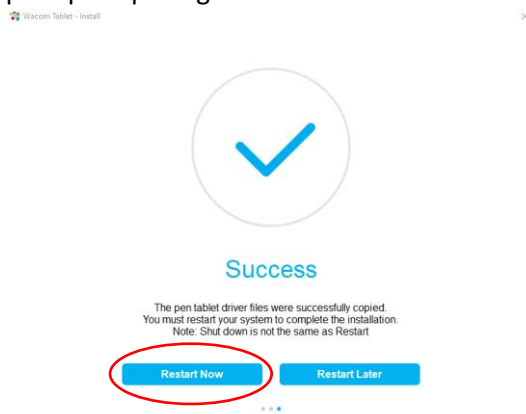 Wacom Tablet - Install
Success
The pen tablet driver files were successfully copied.
You must restart your system to complete the installation.
Note: Shut down is not the same as Restart
Restart Now
Restart Later